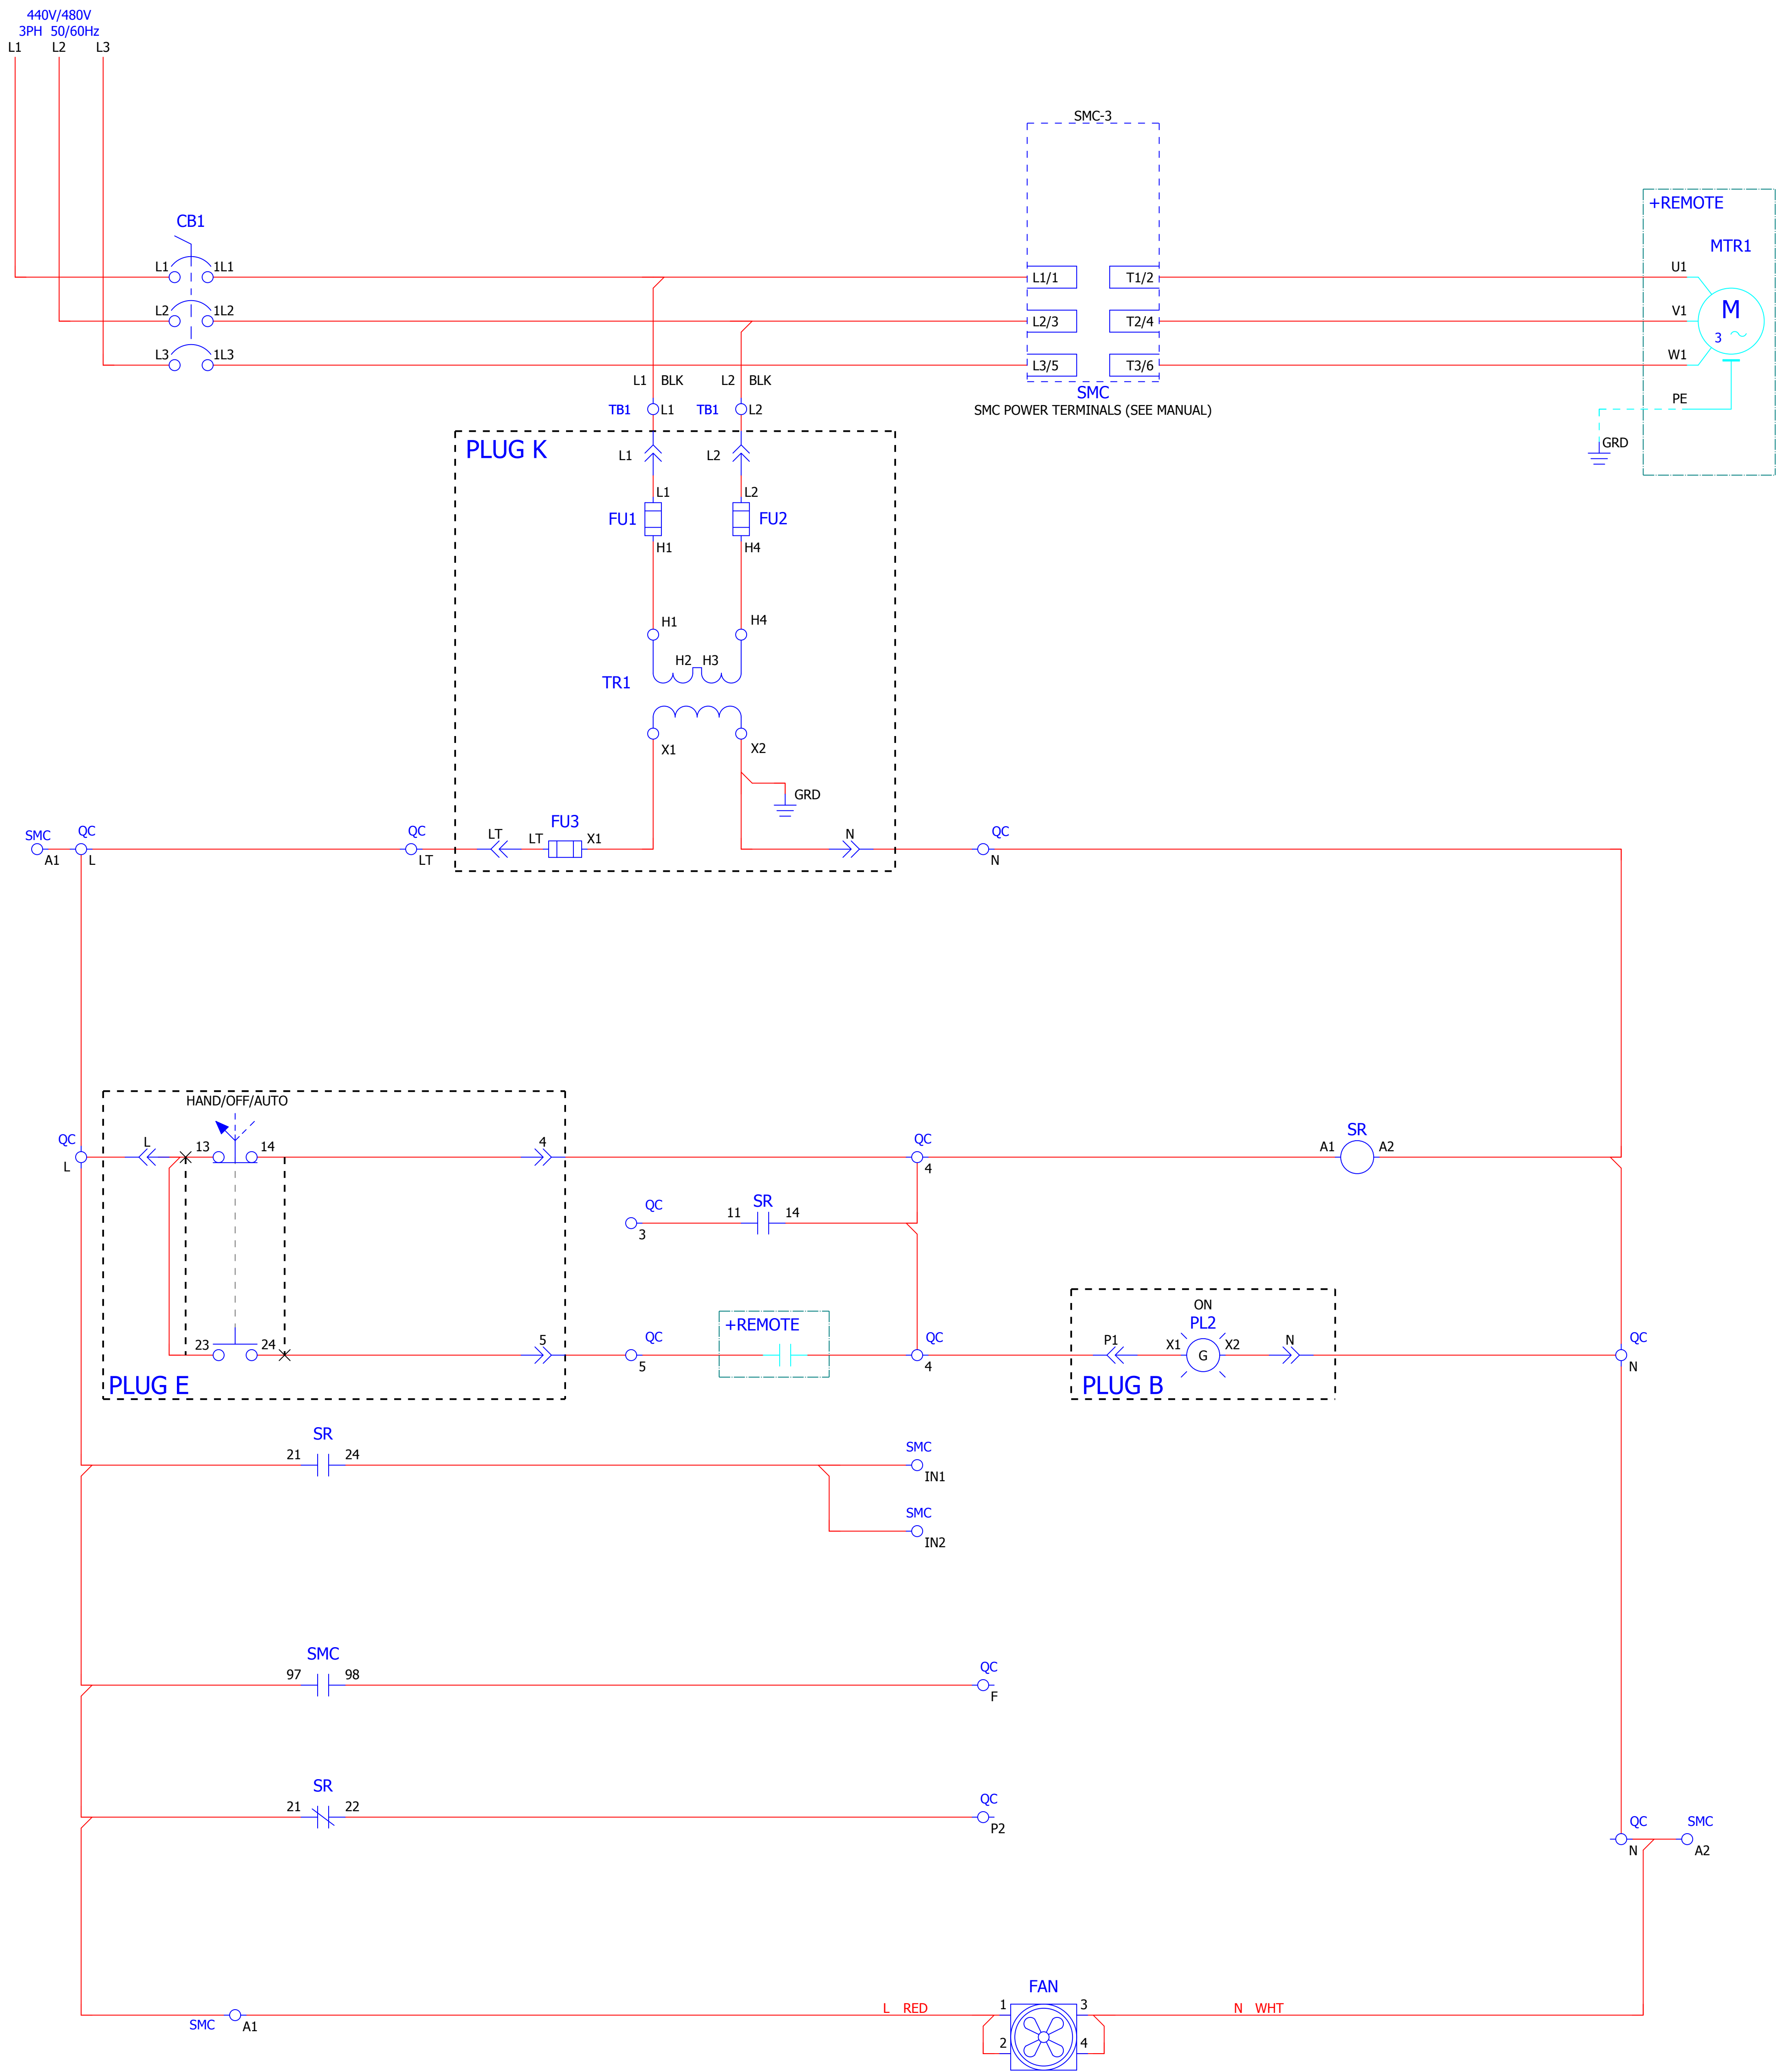 440V/480V
3PH 50/60Hz
L1 L2 L3
SMC-3
+REMOTE
CB1
MTR1
L1 1L1 L1/1 T1/2 U1
L2 1L2 L2/3 T2/4 V1
M
3
L3 1L3 L3/5 T3/6 W1
L1 BLK L2 BLK
SMC
PE
TB1 L1 TB1 L2
SMC POWER TERMINALS (SEE MANUAL)
GRD
PLUG K
L1 L2
L1 L2
FU1 FU2
H1 H4
H1 H4
H2 H3
TR1
X1 X2
GRD
FU3
SMC QC QC LT LT X1 N QC
A1 L LT N
HAND/OFF/AUTO
QC L 13 14 4 QC SR
A1 A2
L 4
QC SR
11 14
3
ON
+REMOTE PL2
23 24 5 QC QC P1 X1 X2 N QC
G
5 4 N
PLUG E PLUG B
SR SMC
21 24
IN1
SMC
IN2
SMC
97 98 QC
F
SR
21 22 QC
P2
QC SMC
N A2
FAN
L RED 1 3 N WHT
SMC A1
2 4